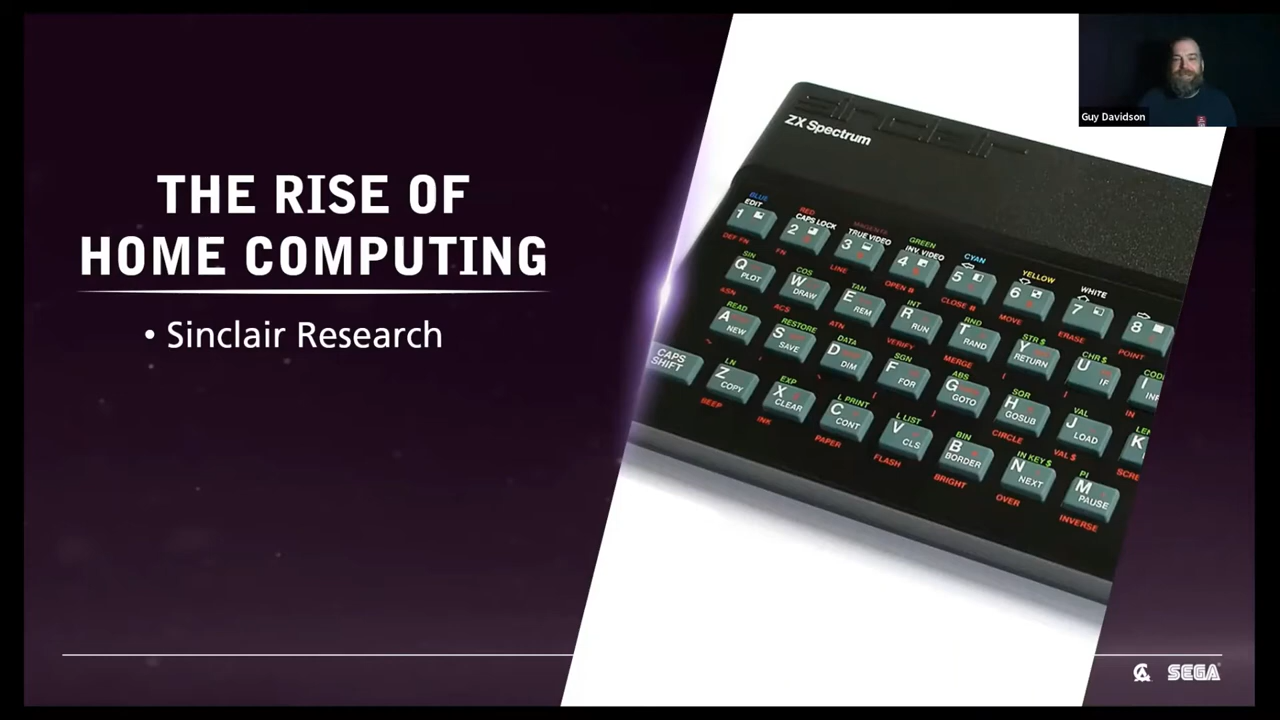 THE RISE OF
HOME COMPUTING
• Sinclair Research
Guy Davidson
sinclair
ZX Spectrum
BLUE
EDIT
1
DEF FN
RED
CAPS LOCK
2
FN
MAGENTA
TRUE VIDEO
3
LINE
GREEN
INV. VIDEO
4
OPEN #
CYAN
5
CLOSE #
YELLOW
6
MOVE
WHITE
7
ERASE
8
POINT
SIN
Q
PLOT
ASN
COS
W
DRAW
ACS
TAN
E
REM
ATN
INT
R
RUN
VERIFY
RND
T
RAND
MERGE
STR $
Y
RETURN
CHR $
U
IF
COD
I
IN
READ
A
NEW
RESTORE
S
SAVE
DATA
D
DIM
SGN
F
FOR
ABS
G
GOTO
SQR
H
GOSUB
CIRCLE
VAL
J
LOAD
VAL $
LEN
K
SCRE
CAPS
SHIFT
LN
Z
COPY
BEEP
EXP
X
CLEAR
INK
L PRINT
C
CONT
PAPER
L LIST
V
CLS
FLASH
BIN
B
BORDER
BRIGHT
IN KEY $
N
NEXT
OVER
PI
M
PAUSE
INVERSE
SEGA